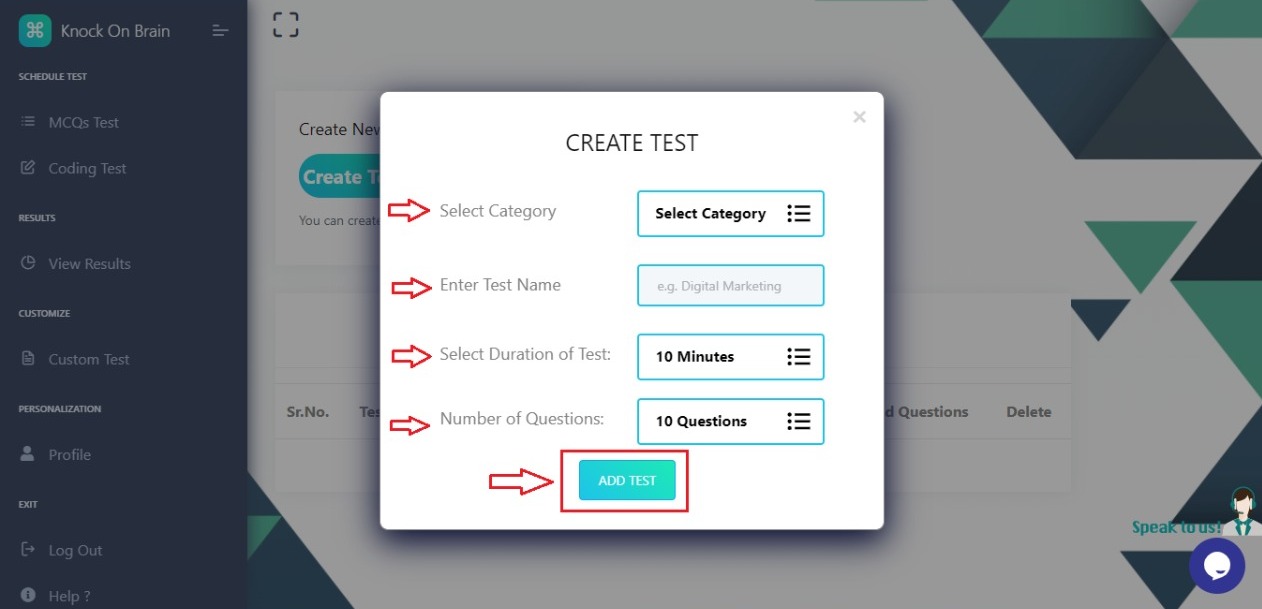 Knock On Brain
SCHEDULE TEST
MCQs Test
Coding Test
RESULTS
View Results
CUSTOMIZE
Custom Test
PERSONALIZATION
Profile
EXIT
Log Out
Help ?
Create New
Create T
You can create
Sr.No.
d Questions
Delete
CREATE TEST
Select Category
Select Category
Enter Test Name
e.g. Digital Marketing
Select Duration of Test:
10 Minutes
Number of Questions:
10 Questions
ADD TEST
Speak to us!